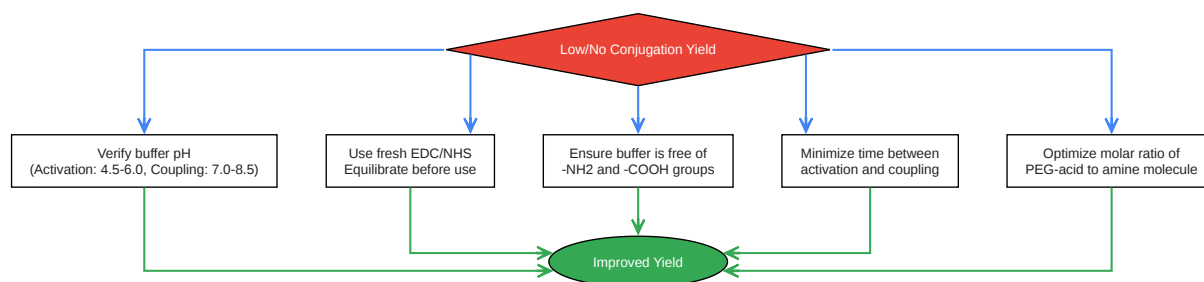 Low/No Conjugation Yield
Verify buffer pH
(Activation: 4.5-6.0, Coupling: 7.0-8.5)
Use fresh EDC/NHS
Equilibrate before use
Ensure buffer is free of
-NH2 and -COOH groups
Minimize time between
activation and coupling
Optimize molar ratio of
PEG-acid to amine molecule
Improved Yield